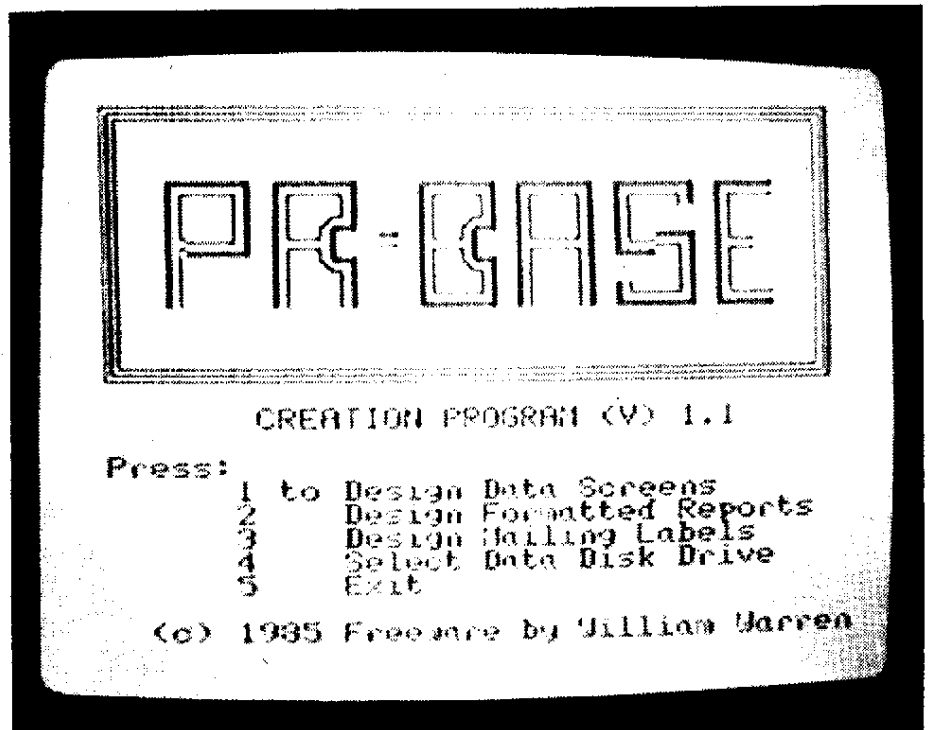 PR-BASE
CREATION PROGRAM (V) 1.1
Press:
1 to Design Data Screens
2 Design Formatted Reports
3 Design Mailing Labels
4 Select Data Disk Drive
5 Exit
(c) 1985 Freeware by William Warren